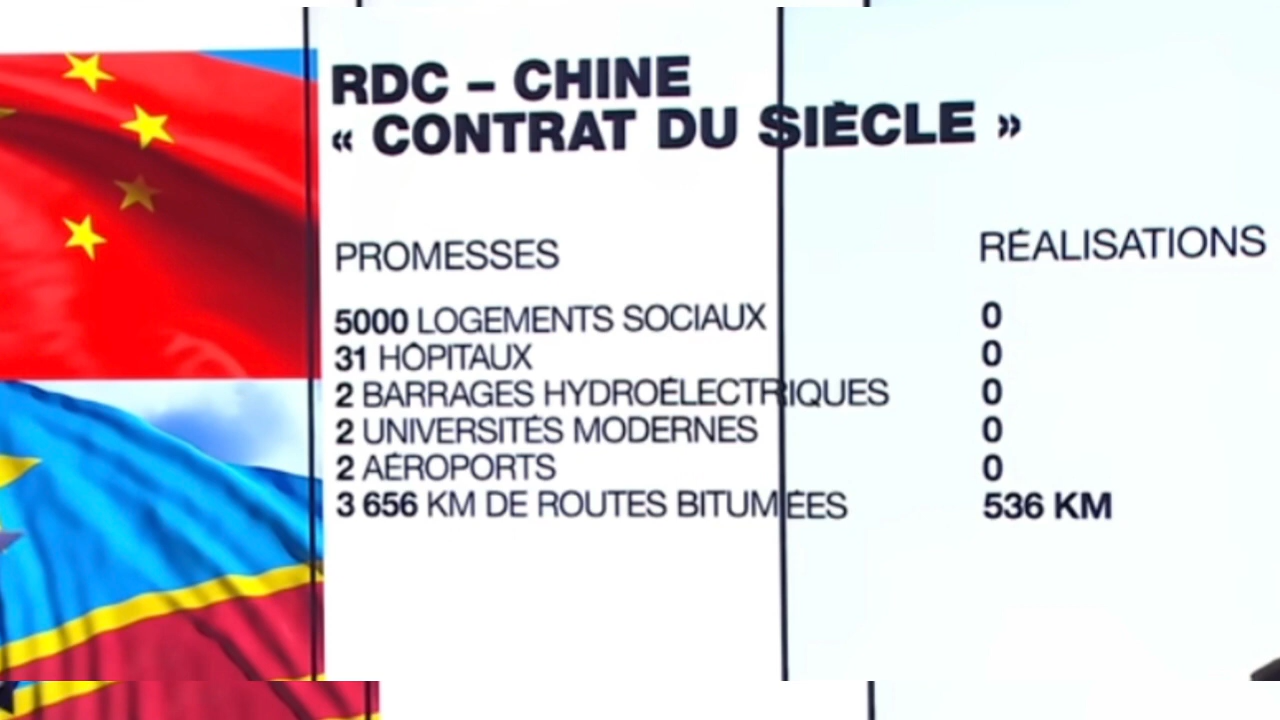 RDC – CHINE
« CONTRAT DU SIÈCLE »
PROMESSES RÉALISATIONS
5000 LOGEMENTS SOCIAUX 0
31 HÔPITAUX 0
2 BARRAGES HYDROÉLECTRIQUES 0
2 UNIVERSITÉS MODERNES 0
2 AÉROPORTS 0
3 656 KM DE ROUTES BITUMÉES 536 KM